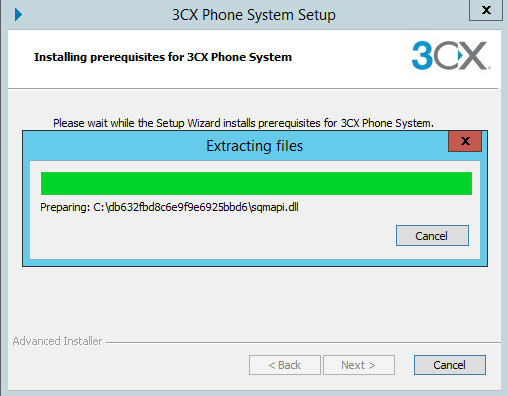 3CX Phone System Setup
x
Installing prerequisites for 3CX Phone System
3CX.
Please wait while the Setup Wizard installs prerequisites for 3CX Phone System.
Extracting files
x
Preparing: C:\db632fbd8c6e9f9e6925bbd6\sqmapi.dll
Cancel
Advanced Installer
< Back
Next >
Cancel